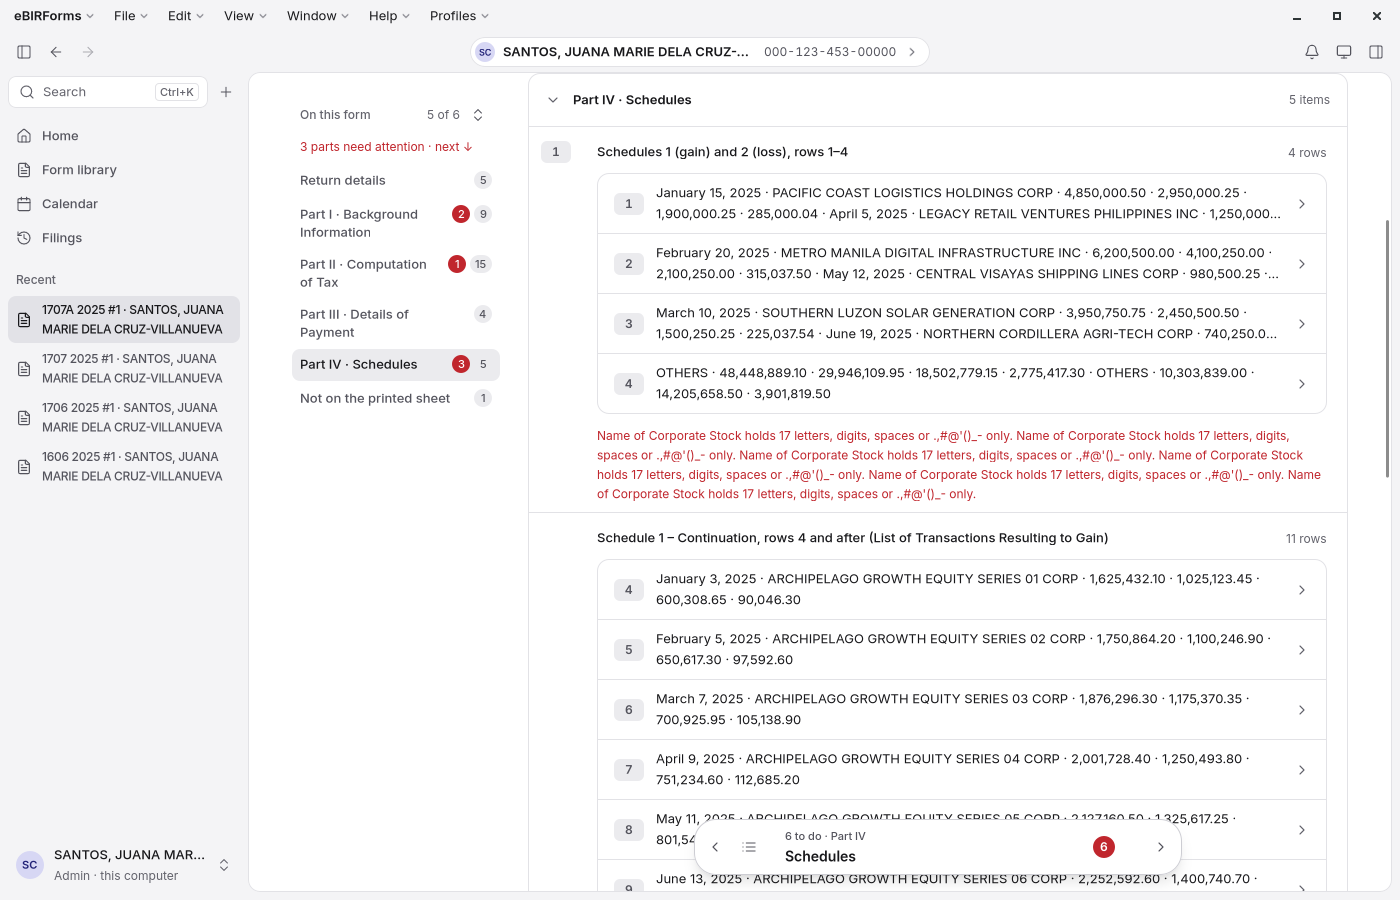 eBIRForms File Edit View Window Help Profiles
SC SANTOS, JUANA MARIE DELA CRUZ-... 000-123-453-00000
Search Ctrl+K
Home
Form library
Calendar
Filings
Recent
1707A 2025 #1 · SANTOS, JUANA
MARIE DELA CRUZ-VILLANUEVA
1707 2025 #1 · SANTOS, JUANA
MARIE DELA CRUZ-VILLANUEVA
1706 2025 #1 · SANTOS, JUANA
MARIE DELA CRUZ-VILLANUEVA
1606 2025 #1 · SANTOS, JUANA
MARIE DELA CRUZ-VILLANUEVA
SC SANTOS, JUANA MAR...
Admin · this computer
On this form 5 of 6
3 parts need attention · next ↓
Return details 5
Part I · Background
Information 2 9
Part II · Computation
of Tax 1 15
Part III · Details of
Payment 4
Part IV · Schedules 3 5
Not on the printed sheet 1
Part IV · Schedules 5 items
1 Schedules 1 (gain) and 2 (loss), rows 1–4 4 rows
1 January 15, 2025 · PACIFIC COAST LOGISTICS HOLDINGS CORP · 4,850,000.50 · 2,950,000.25 ·
1,900,000.25 · 285,000.04 · April 5, 2025 · LEGACY RETAIL VENTURES PHILIPPINES INC · 1,250,000...
2 February 20, 2025 · METRO MANILA DIGITAL INFRASTRUCTURE INC · 6,200,500.00 · 4,100,250.00 ·
2,100,250.00 · 315,037.50 · May 12, 2025 · CENTRAL VISAYAS SHIPPING LINES CORP · 980,500.25 ·...
3 March 10, 2025 · SOUTHERN LUZON SOLAR GENERATION CORP · 3,950,750.75 · 2,450,500.50 ·
1,500,250.25 · 225,037.54 · June 19, 2025 · NORTHERN CORDILLERA AGRI-TECH CORP · 740,250.0...
4 OTHERS · 48,448,889.10 · 29,946,109.95 · 18,502,779.15 · 2,775,417.30 · OTHERS · 10,303,839.00 ·
14,205,658.50 · 3,901,819.50
Name of Corporate Stock holds 17 letters, digits, spaces or .,#@'()_- only. Name of Corporate Stock holds 17 letters, digits,
spaces or .,#@'()_- only. Name of Corporate Stock holds 17 letters, digits, spaces or .,#@'()_- only. Name of Corporate Stock
holds 17 letters, digits, spaces or .,#@'()_- only. Name of Corporate Stock holds 17 letters, digits, spaces or .,#@'()_- only. Name
of Corporate Stock holds 17 letters, digits, spaces or .,#@'()_- only.
Schedule 1 – Continuation, rows 4 and after (List of Transactions Resulting to Gain) 11 rows
4 January 3, 2025 · ARCHIPELAGO GROWTH EQUITY SERIES 01 CORP · 1,625,432.10 · 1,025,123.45 ·
600,308.65 · 90,046.30
5 February 5, 2025 · ARCHIPELAGO GROWTH EQUITY SERIES 02 CORP · 1,750,864.20 · 1,100,246.90 ·
650,617.30 · 97,592.60
6 March 7, 2025 · ARCHIPELAGO GROWTH EQUITY SERIES 03 CORP · 1,876,296.30 · 1,175,370.35 ·
700,925.95 · 105,138.90
7 April 9, 2025 · ARCHIPELAGO GROWTH EQUITY SERIES 04 CORP · 2,001,728.40 · 1,250,493.80 ·
751,234.60 · 112,685.20
8 May 11, 2025 · ARCHIPELAGO GROWTH EQUITY SERIES 05 CORP · 2,127,160.50 · 1,325,617.25 ·
801,54
9 June 13, 2025 · ARCHIPELAGO GROWTH EQUITY SERIES 06 CORP · 2,252,592.60 · 1,400,740.70 ·
6 to do · Part IV
Schedules 6